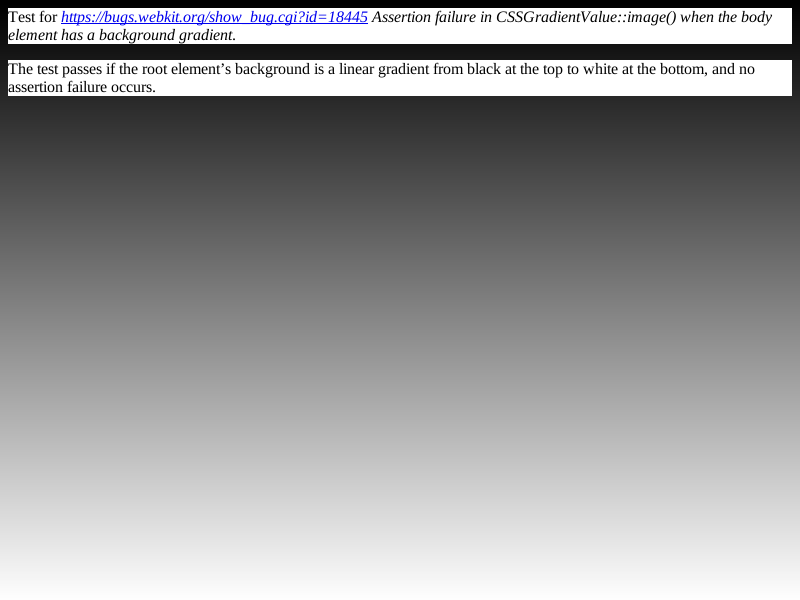 Test for https://bugs.webkit.org/show_bug.cgi?id=18445 Assertion failure in CSSGradientValue::image() when the body
element has a background gradient.
The test passes if the root element’s background is a linear gradient from black at the top to white at the bottom, and no
assertion failure occurs.